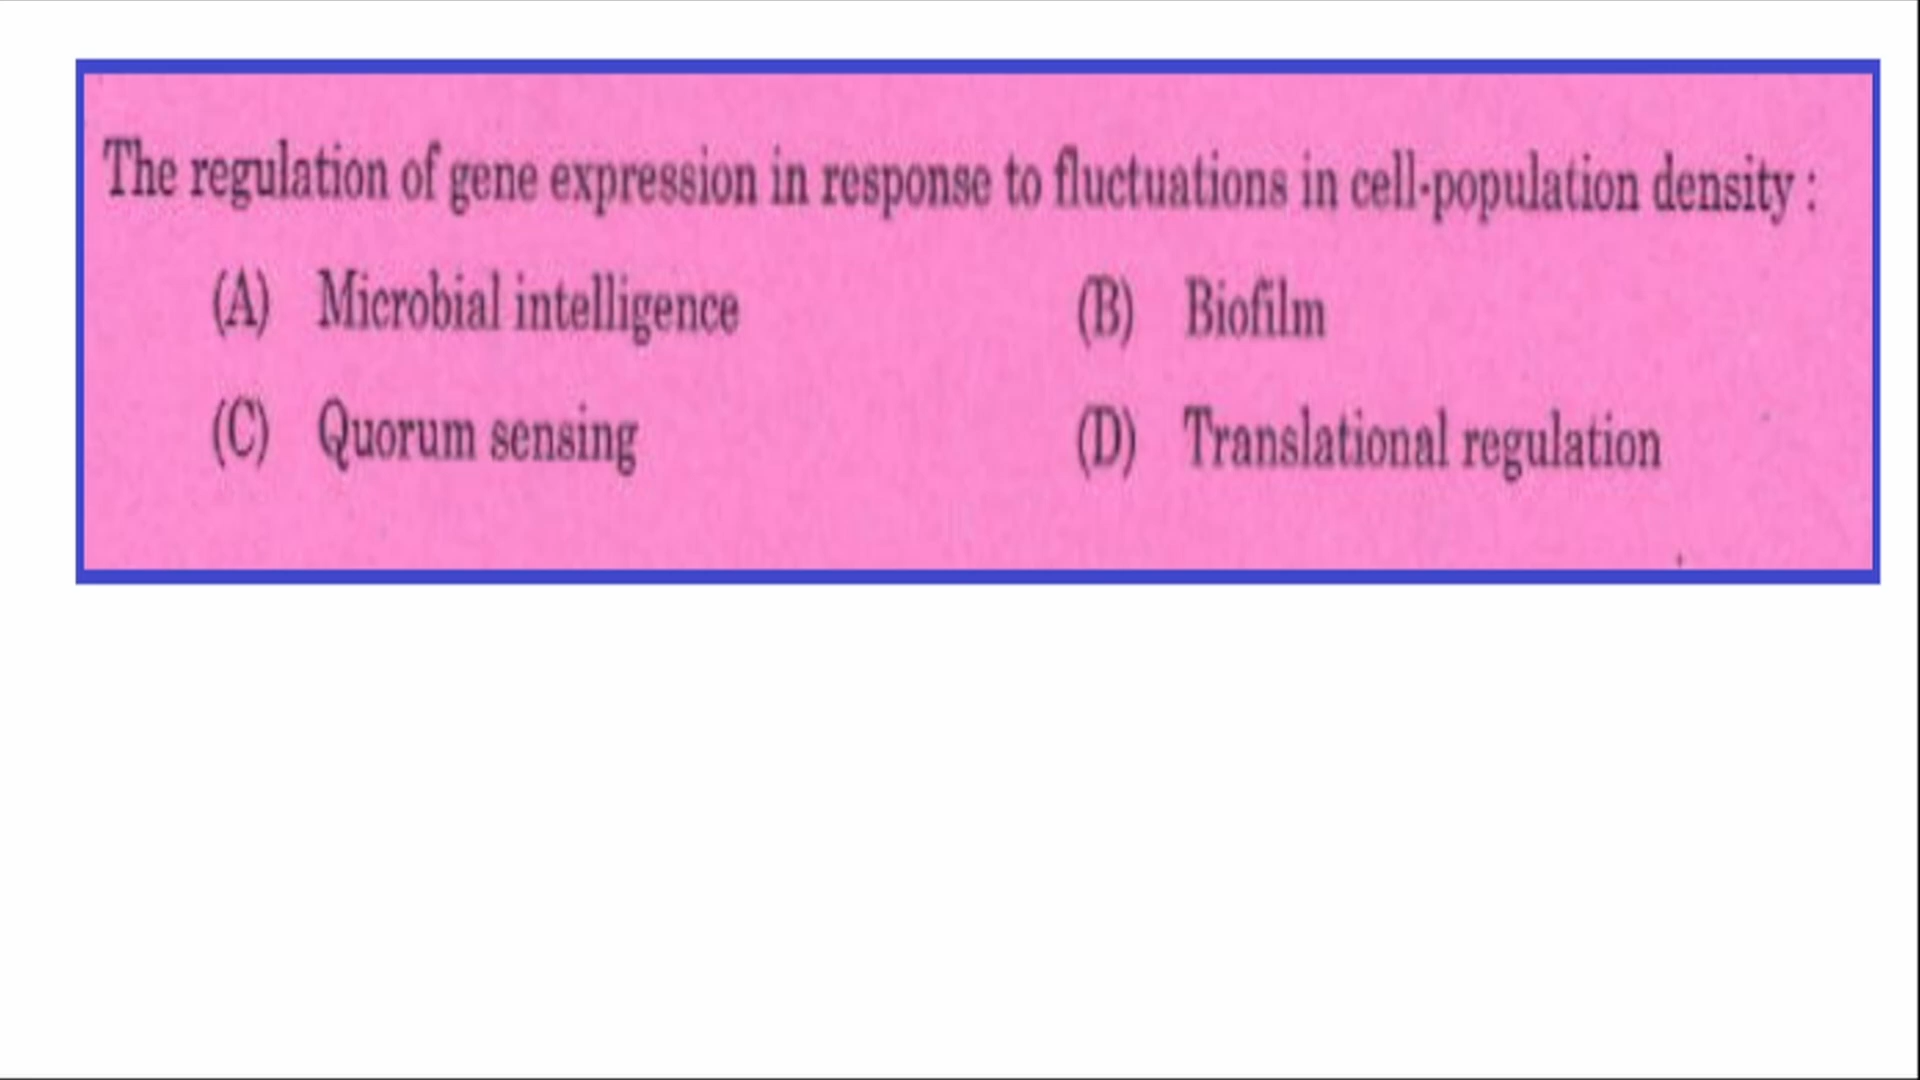 The regulation of gene expression in response to fluctuations in cell-population density :
(A) Microbial intelligence (B) Biofilm
(C) Quorum sensing (D) Translational regulation